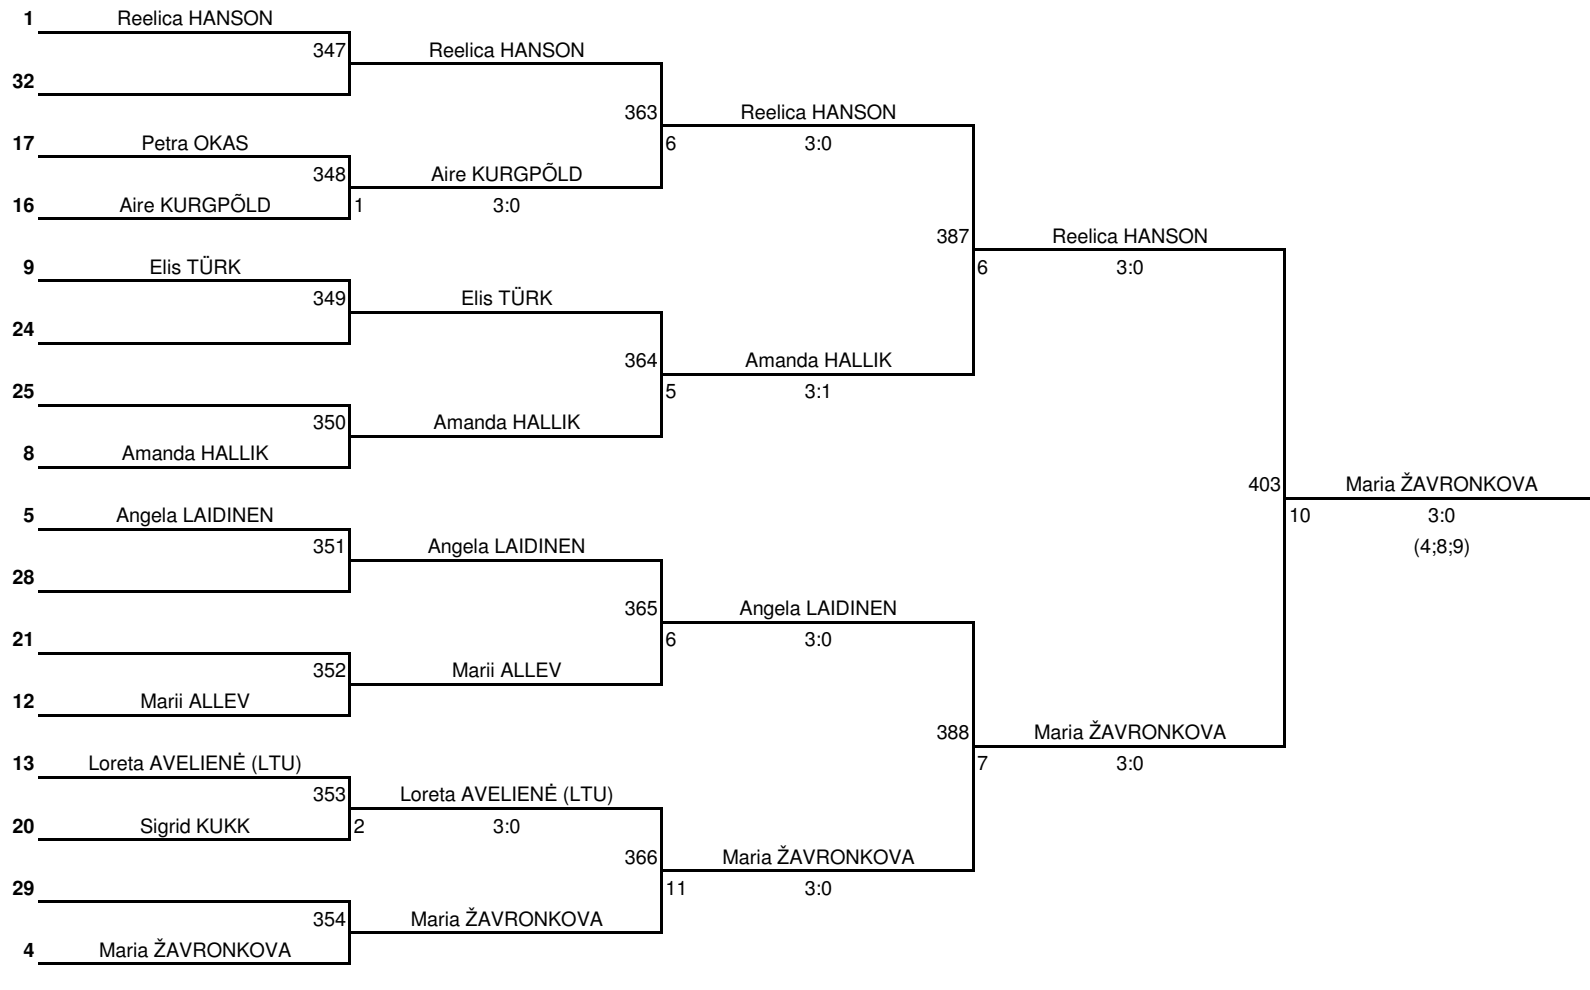 1 Reelica HANSON
347 Reelica HANSON
32
363 Reelica HANSON
17 Petra OKAS
6 3:0
348 Aire KURGPÕLD
16 Aire KURGPÕLD 1 3:0
387 Reelica HANSON
9 Elis TÜRK
6 3:0
349 Elis TÜRK
24
364 Amanda HALLIK
25
5 3:1
350 Amanda HALLIK
8 Amanda HALLIK
403 Maria ŽAVRONKOVA
5 Angela LAIDINEN
10 3:0
351 Angela LAIDINEN
(4;8;9)
28
365 Angela LAIDINEN
21
6 3:0
352 Marii ALLEV
12 Marii ALLEV
388 Maria ŽAVRONKOVA
13 Loreta AVELIENĖ (LTU)
7 3:0
353 Loreta AVELIENĖ (LTU)
20 Sigrid KUKK 2 3:0
366 Maria ŽAVRONKOVA
29
11 3:0
354 Maria ŽAVRONKOVA
4 Maria ŽAVRONKOVA